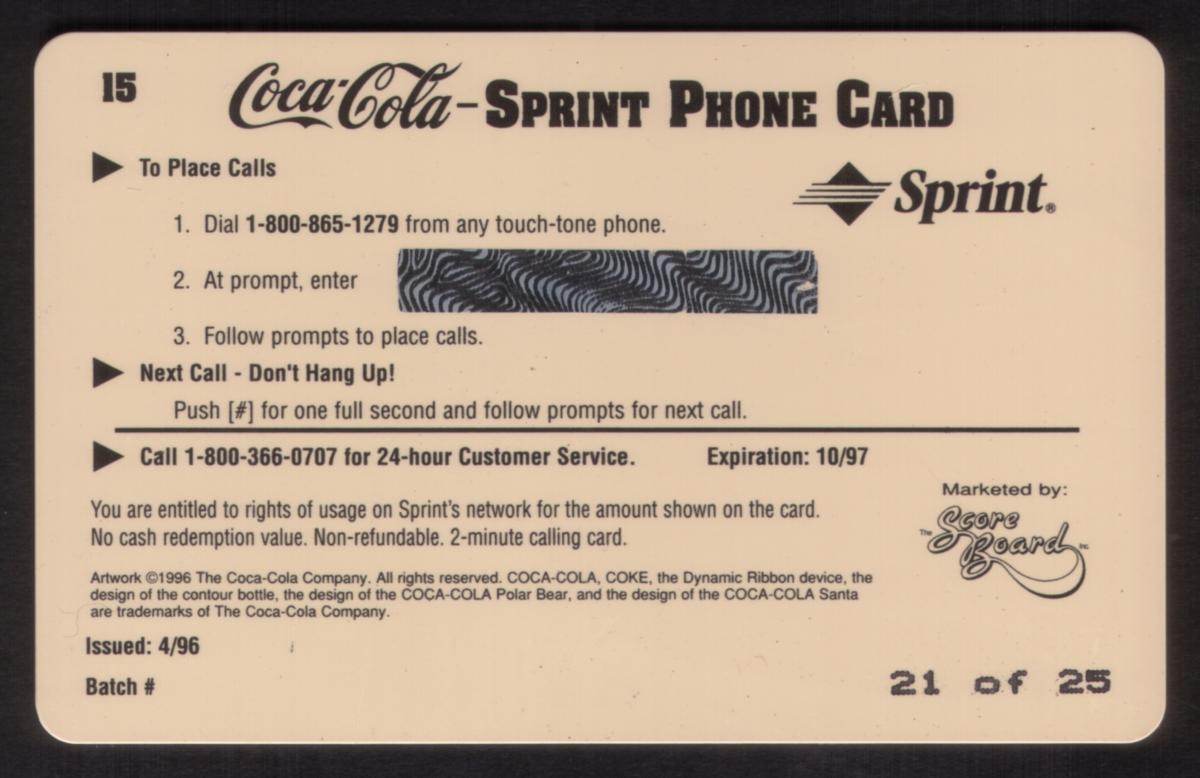 15
Coca-Cola-SPRINT PHONE CARD
To Place Calls
Sprint®
1. Dial 1-800-865-1279 from any touch-tone phone.
2. At prompt, enter
3. Follow prompts to place calls.
Next Call - Don't Hang Up!
Push [#] for one full second and follow prompts for next call.
Call 1-800-366-0707 for 24-hour Customer Service. Expiration: 10/97
Marketed by:
The Score Board Inc.
You are entitled to rights of usage on Sprint's network for the amount shown on the card.
No cash redemption value. Non-refundable. 2-minute calling card.
Artwork ©1996 The Coca-Cola Company. All rights reserved. COCA-COLA, COKE, the Dynamic Ribbon device, the
design of the contour bottle, the design of the COCA-COLA Polar Bear, and the design of the COCA-COLA Santa
are trademarks of The Coca-Cola Company.
Issued: 4/96
Batch #
21 of 25